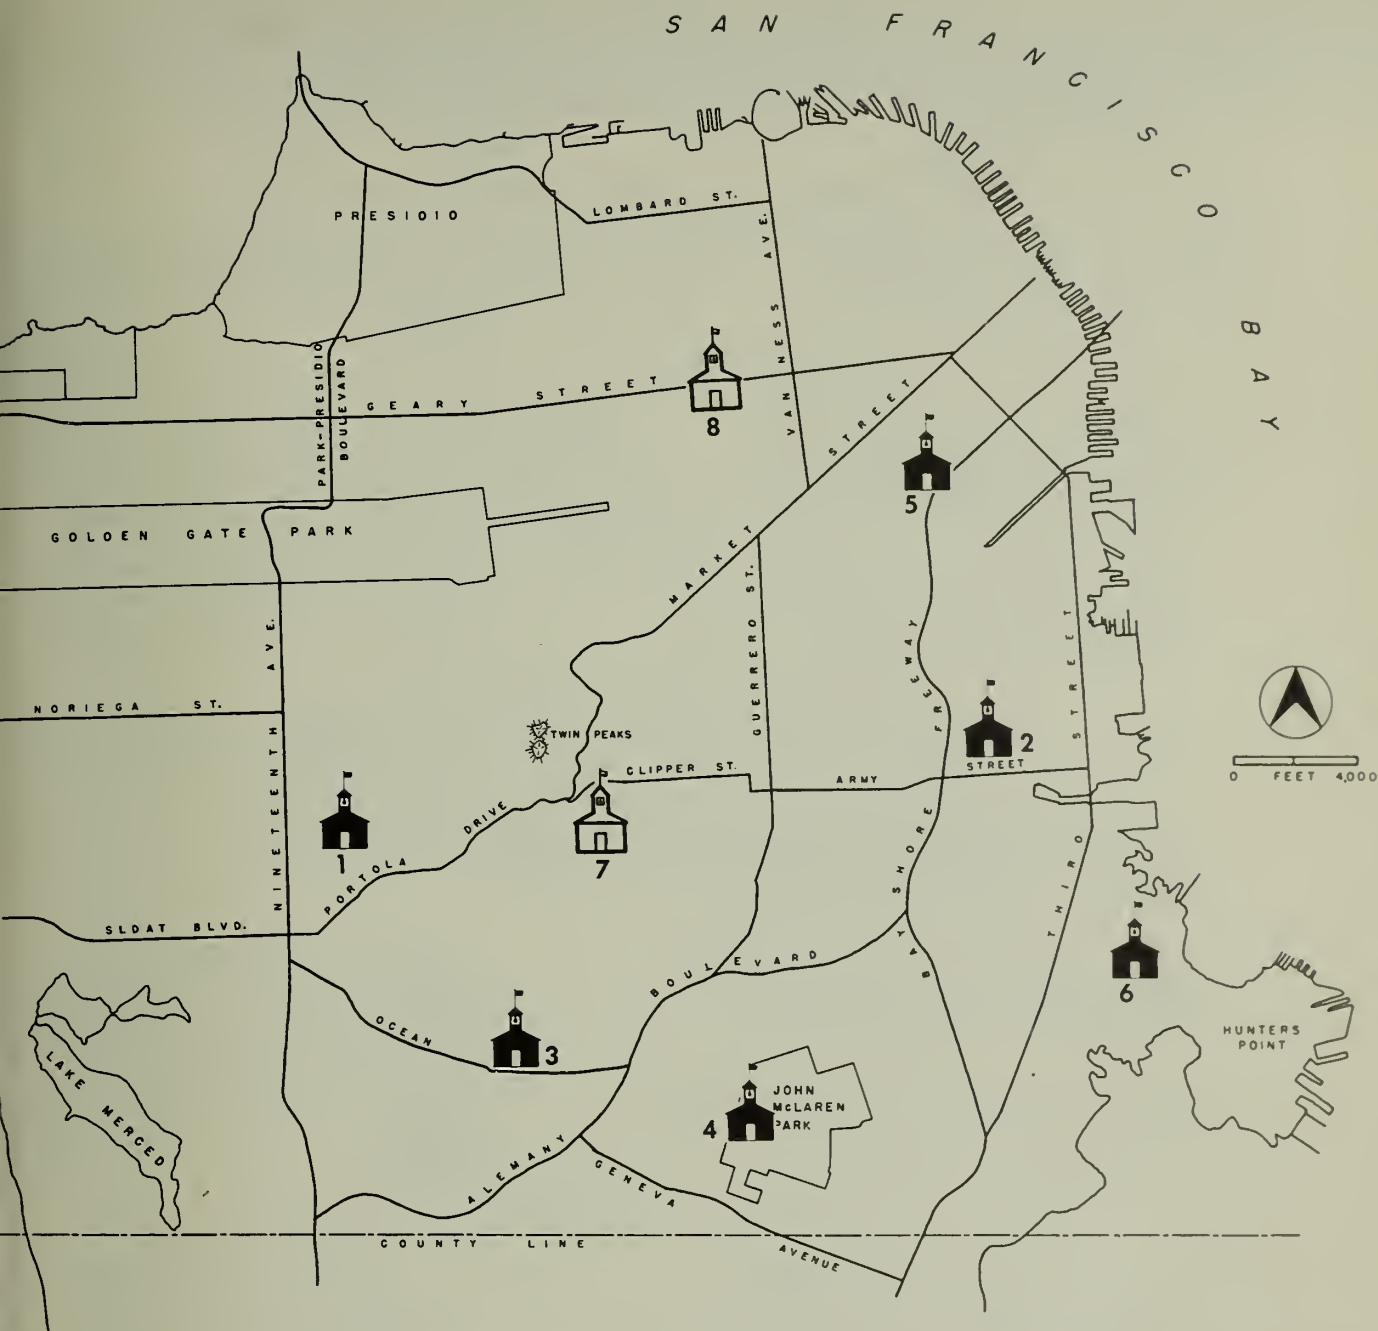 SAN FRANCISCO BAY
PRESIDIO
LOMBARD ST.
VAN NESS AVE.
PARK-PRESIDIO
BOULEVARD
GEARY STREET
8
MARKET STREET
5
GOLDEN GATE PARK
NINETEENTH AVE.
NORIEGA ST.
TWIN PEAKS
GUERRERO ST.
BAY SHORE FREEWAY
2
THIRD STREET
CLIPPER ST.
ARMY STREET
0 FEET 4,000
1
PORTOLA DRIVE
7
SLOAT BLVD.
6
HUNTERS
POINT
OCEAN
3
ALEMANY BOULEVARD
LAKE MERCED
4
JOHN
McLAREN
PARK
GENEVA AVENUE
COUNTY LINE